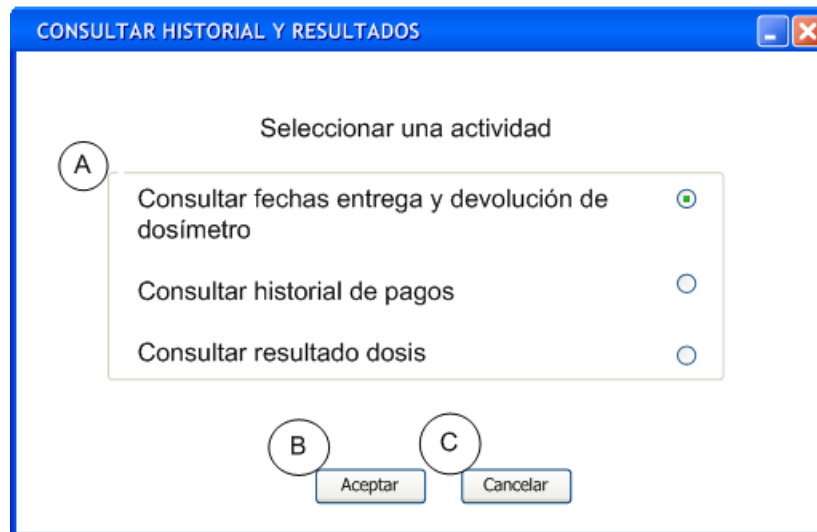 CONSULTAR HISTORIAL Y RESULTADOS
Seleccionar una actividad
A
Consultar fechas entrega y devolución de
dosímetro
Consultar historial de pagos
Consultar resultado dosis
B
C
Aceptar
Cancelar